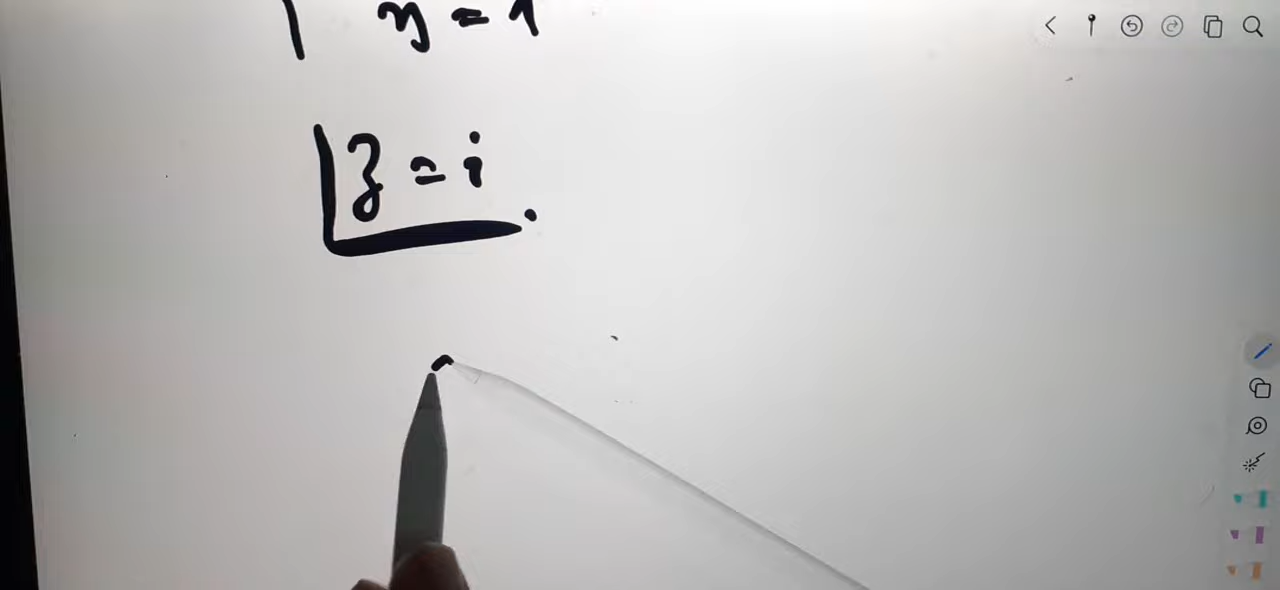 y = 1
z = i